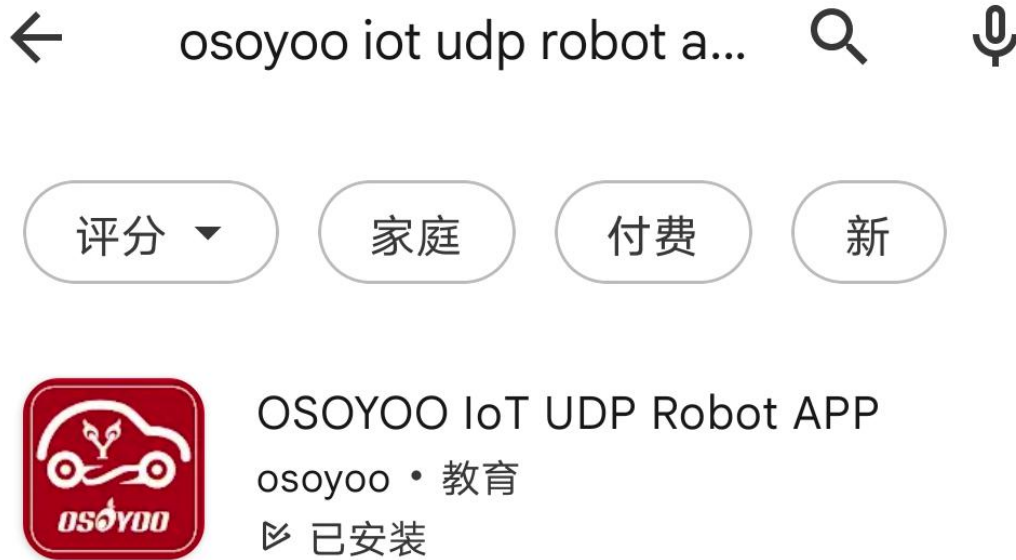 osoyoo iot udp robot a...
评分 家庭 付费 新
OSOYOO IoT UDP Robot APP
osoyoo • 教育
已安装
OSOYOO